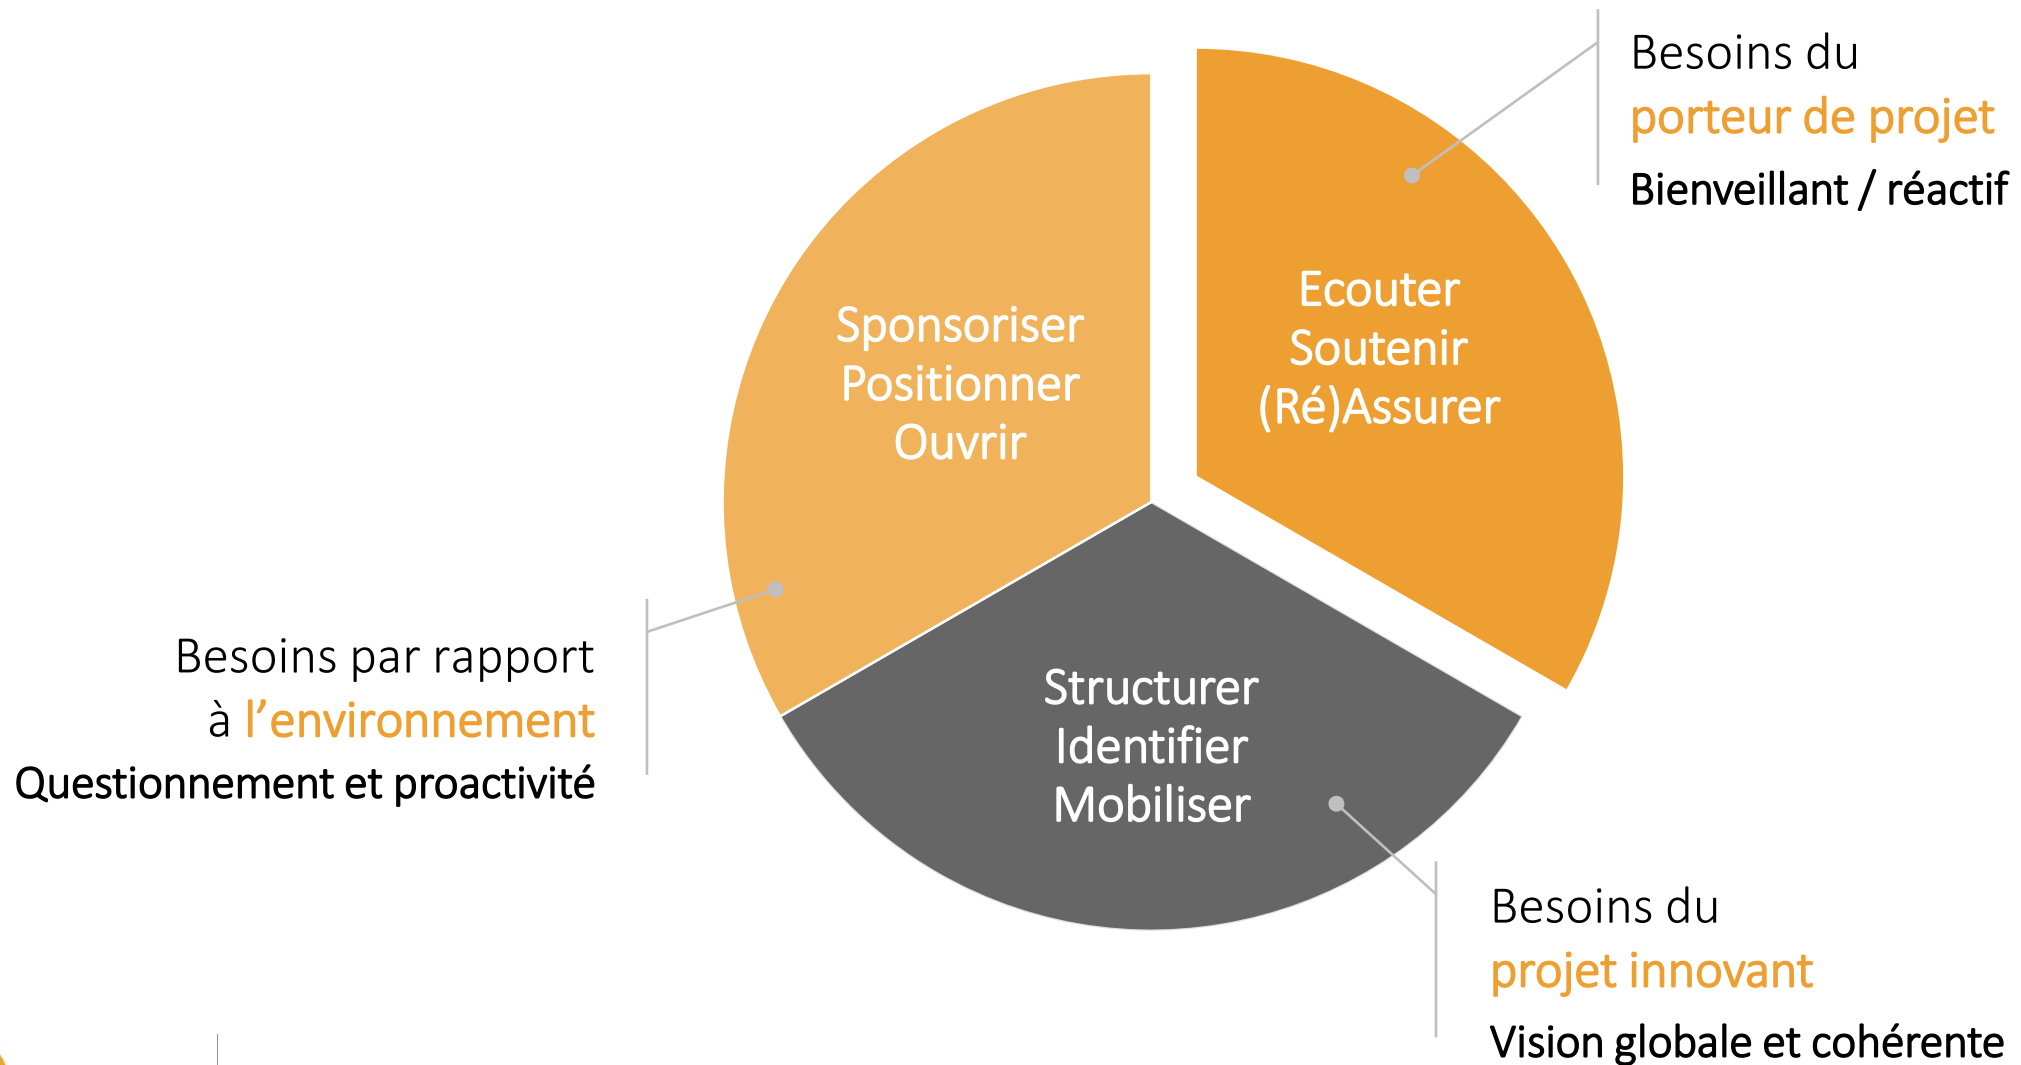 Besoins du
porteur de projet
Bienveillant / réactif
Ecouter
Soutenir
(Ré)Assurer
Sponsoriser
Positionner
Ouvrir
Besoins par rapport
à l’environnement
Questionnement et proactivité
Structurer
Identifier
Mobiliser
Besoins du
projet innovant
Vision globale et cohérente